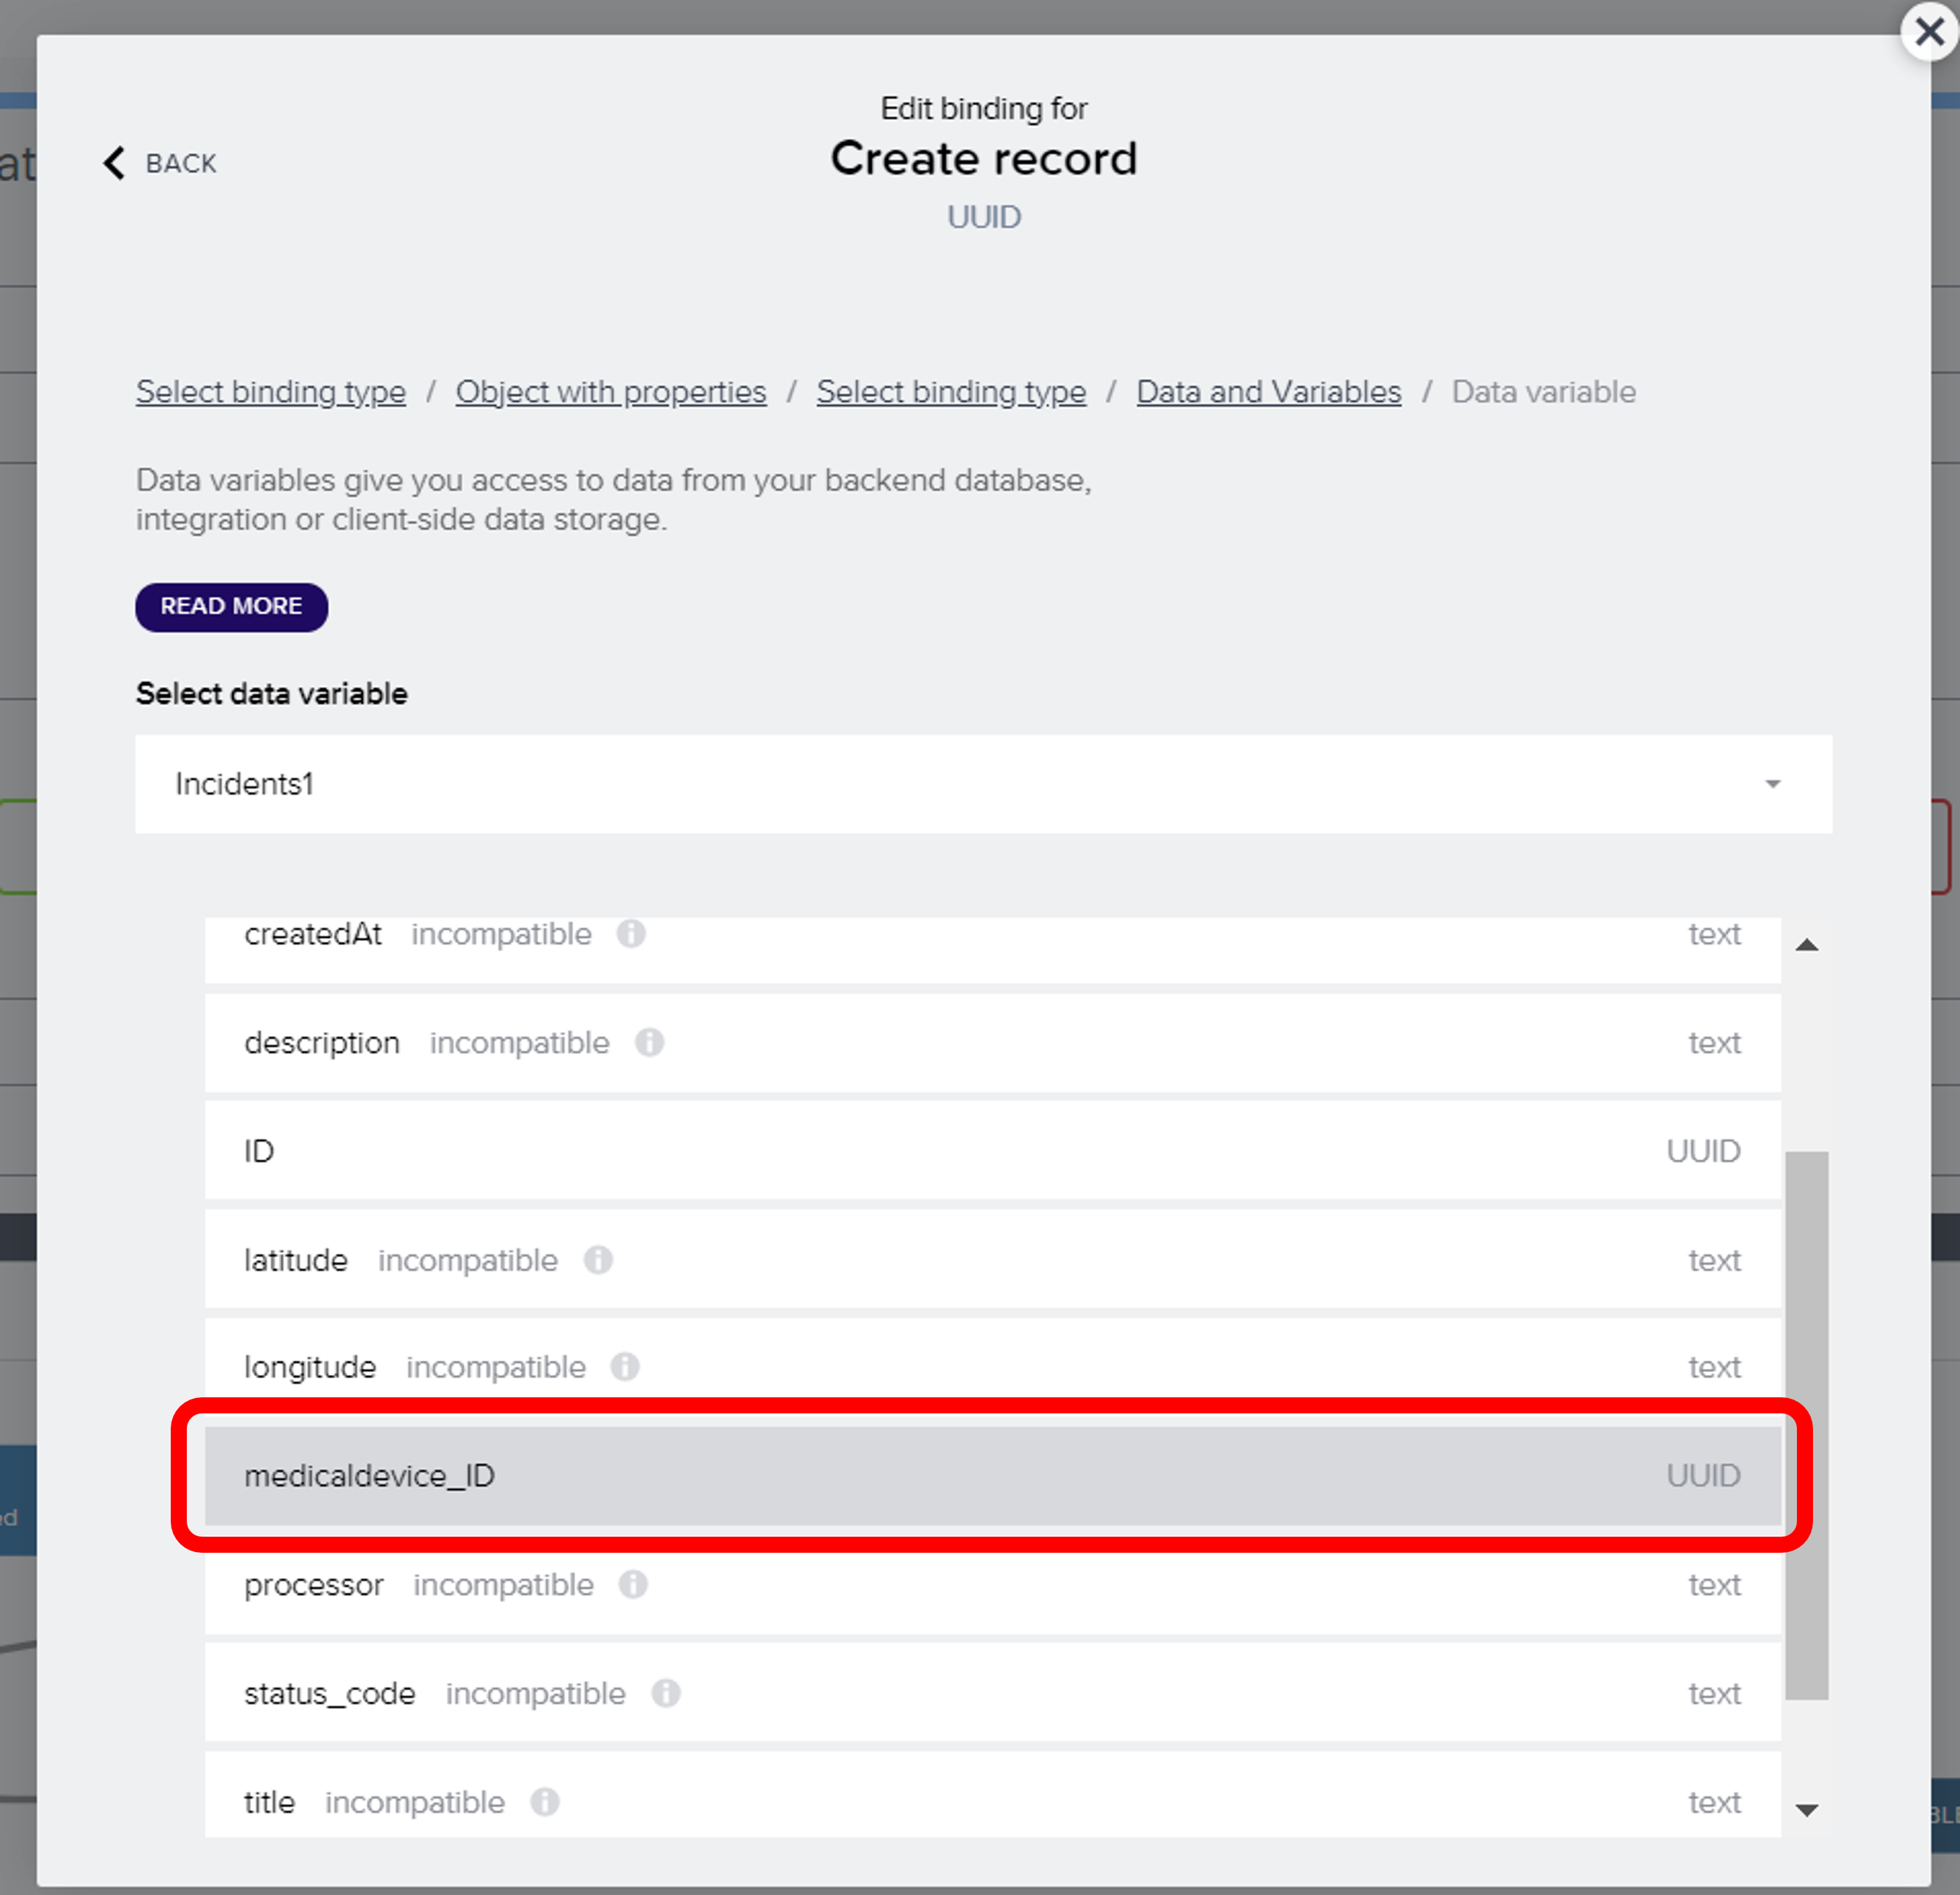 Edit binding for
at
BACK
Create record
UUID
Select binding type / Object with properties / Select binding type / Data and Variables / Data variable
Data variables give you access to data from your backend database,
integration or client-side data storage.
READ MORE
Select data variable
Incidents1
createdAt incompatible text
description incompatible text
ID UUID
latitude incompatible text
longitude incompatible text
medicaldevice_ID UUID
ed
processor incompatible text
status_code incompatible text
title incompatible text